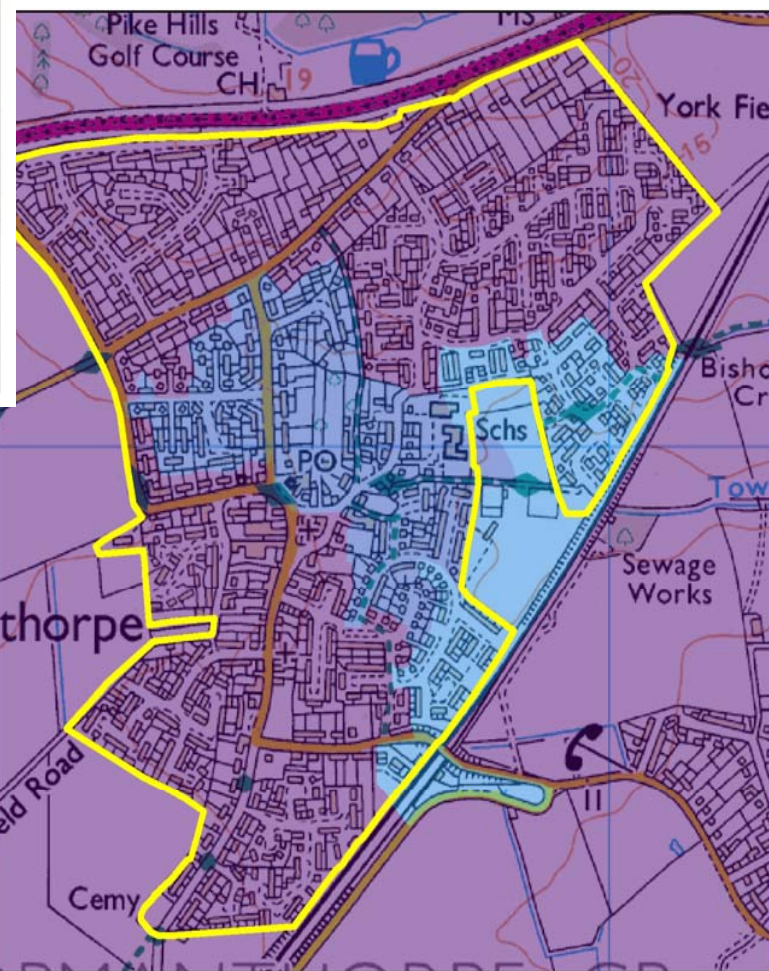 Pike Hills
Golf Course
MS
CH
19
20
York Fie
15
Bisho
Cr
Schs
PO
Tow
Sewage
Works
thorpe
eld Road
11
Cemy